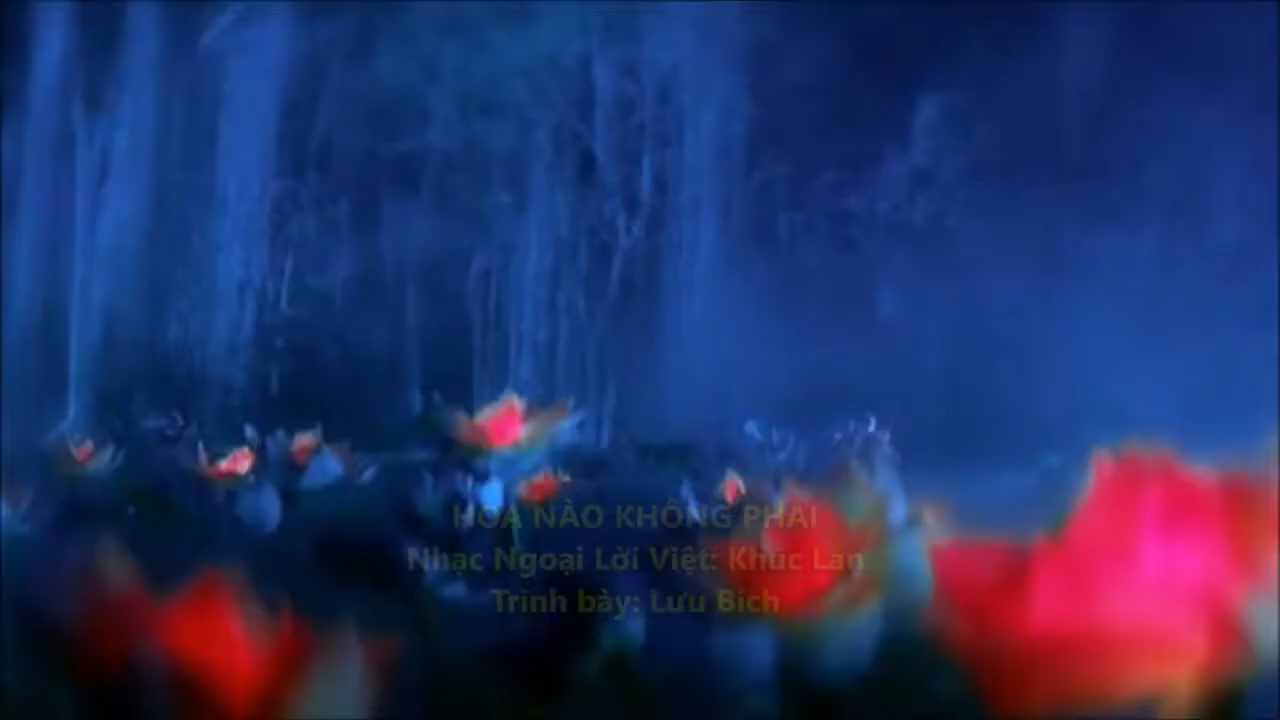 HOA NÀO KHÔNG PHAI
Nhạc Ngoại Lời Việt: Khúc Lan
Trình bày: Lưu Bích